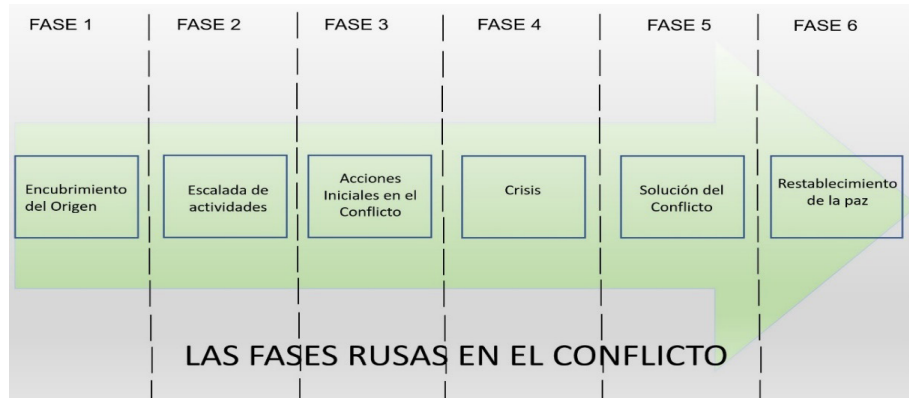 FASE 1
FASE 2
FASE 3
FASE 4
FASE 5
FASE 6
Encubrimiento
del Origen
Escalada de
actividades
Acciones
Iniciales en el
Conflicto
Crisis
Solución del
Conflicto
Restablecimiento
de la paz
LAS FASES RUSAS EN EL CONFLICTO